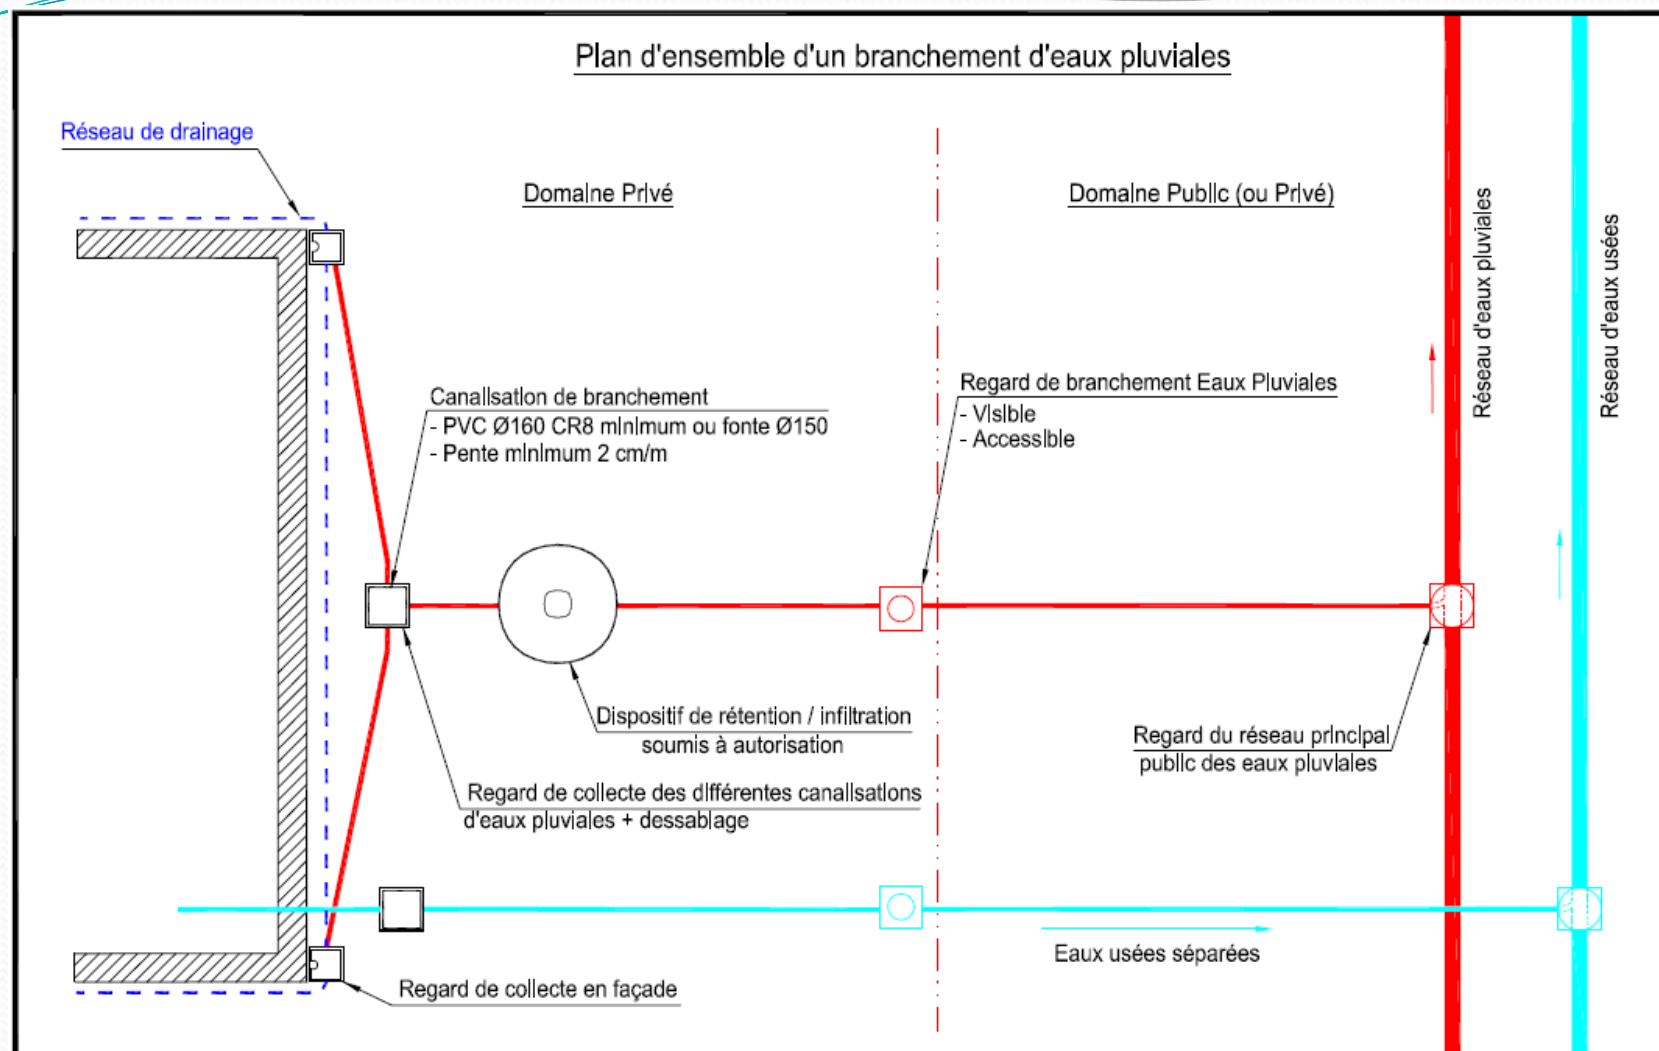 Plan d'ensemble d'un branchement d'eaux pluviales
Réseau de drainage
Domaine Privé
Domaine Public (ou Privé)
Réseau d'eaux pluviales
Réseau d'eaux usées
Canalisation de branchement
- PVC Ø160 CR8 minimum ou fonte Ø150
- Pente minimum 2 cm/m
Regard de branchement Eaux Pluviales
- Visible
- Accessible
Dispositif de rétention / infiltration
soumis à autorisation
Regard du réseau principal
public des eaux pluviales
Regard de collecte des différentes canalisations
d'eaux pluviales + dessablage
Eaux usées séparées
Regard de collecte en façade